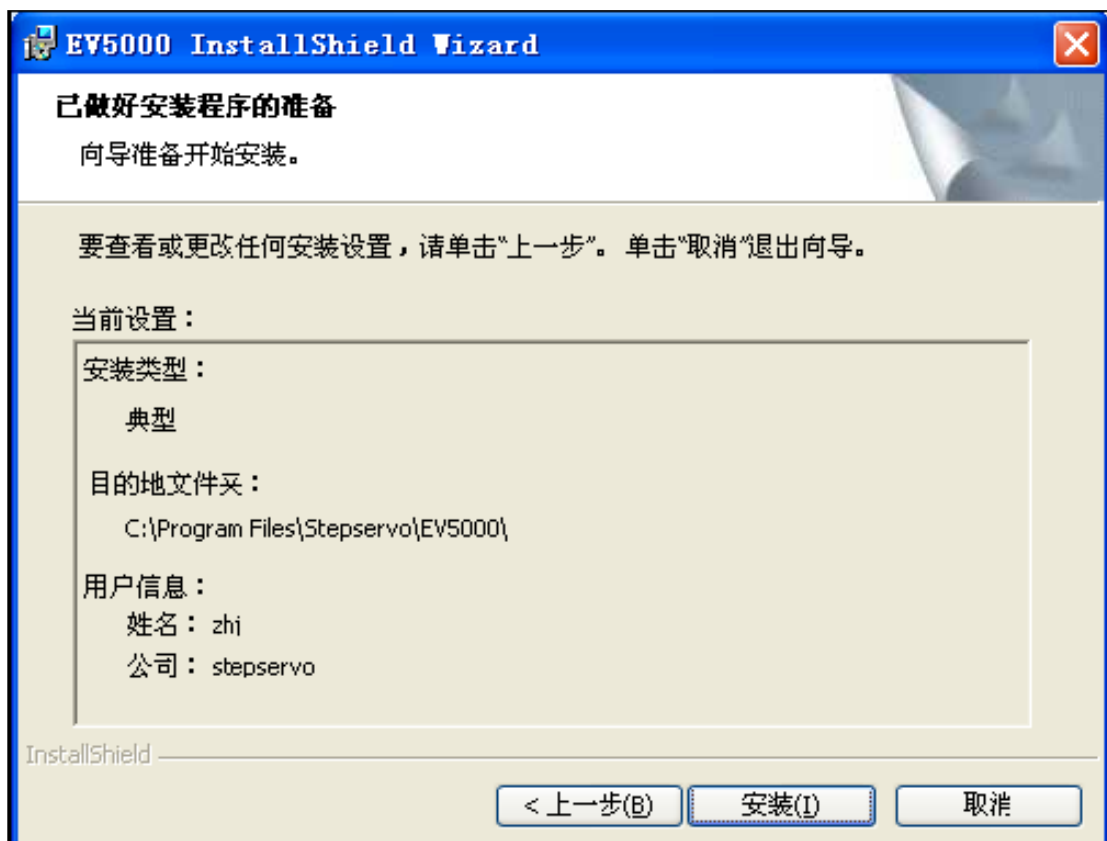 EV5000 InstallShield Wizard
已做好安装程序的准备
向导准备开始安装。
要查看或更改任何安装设置，请单击“上一步”。 单击“取消”退出向导。
当前设置：
安装类型：
典型
目的地文件夹：
C:\Program Files\Stepservo\EV5000\
用户信息：
姓名： zhj
公司： stepservo
InstallShield
< 上一步(B) 安装(I) 取消